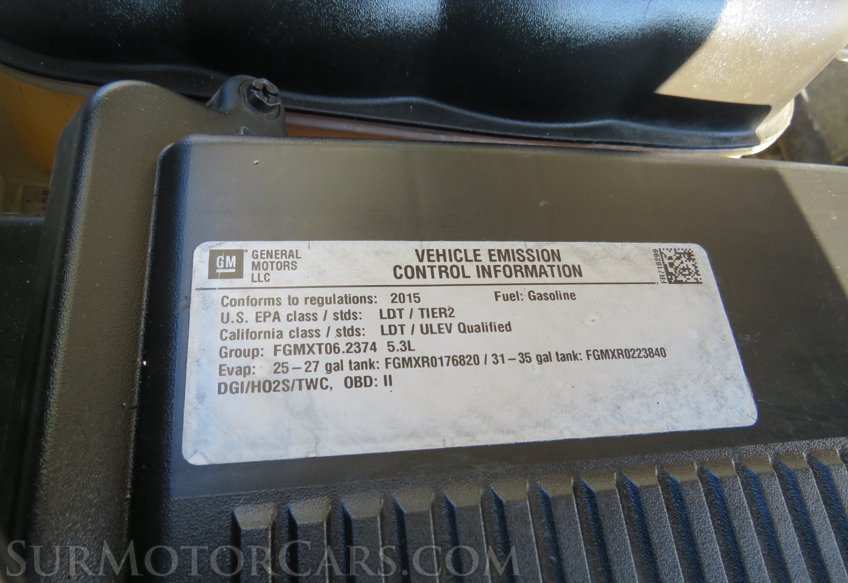 GM
GENERAL
MOTORS
LLC
VEHICLE EMISSION
CONTROL INFORMATION
FR718299
Conforms to regulations: 2015 Fuel: Gasoline
U.S. EPA class / stds: LDT / TIER2
California class / stds: LDT / ULEV Qualified
Group: FGMXT06.2374 5.3L
Evap: 25-27 gal tank: FGMXR0176820 / 31-35 gal tank: FGMXR0223840
DGI/HO2S/TWC, OBD: II
SURMOTORCARS.COM